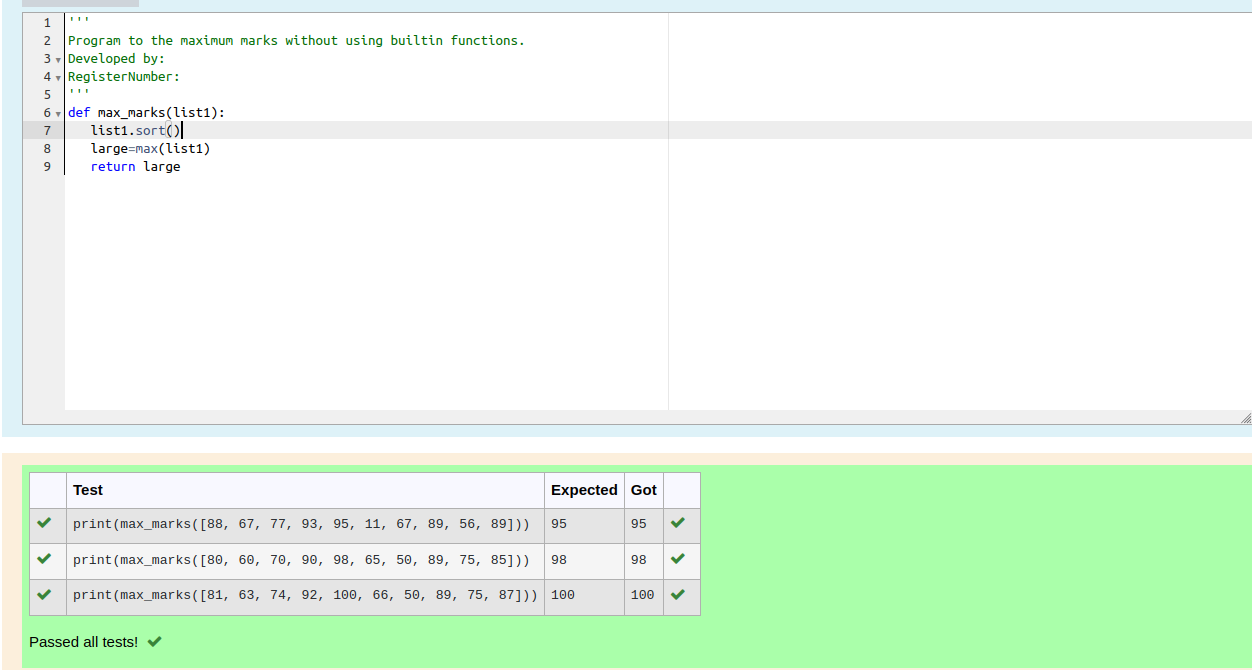 1 '''
2 Program to the maximum marks without using builtin functions.
3 Developed by:
4 RegisterNumber:
5 '''
6 def max_marks(list1):
7    list1.sort()
8    large=max(list1)
9    return large
Test Expected Got
print(max_marks([88, 67, 77, 93, 95, 11, 67, 89, 56, 89])) 95 95
print(max_marks([80, 60, 70, 90, 98, 65, 50, 89, 75, 85])) 98 98
print(max_marks([81, 63, 74, 92, 100, 66, 50, 89, 75, 87])) 100 100
Passed all tests!